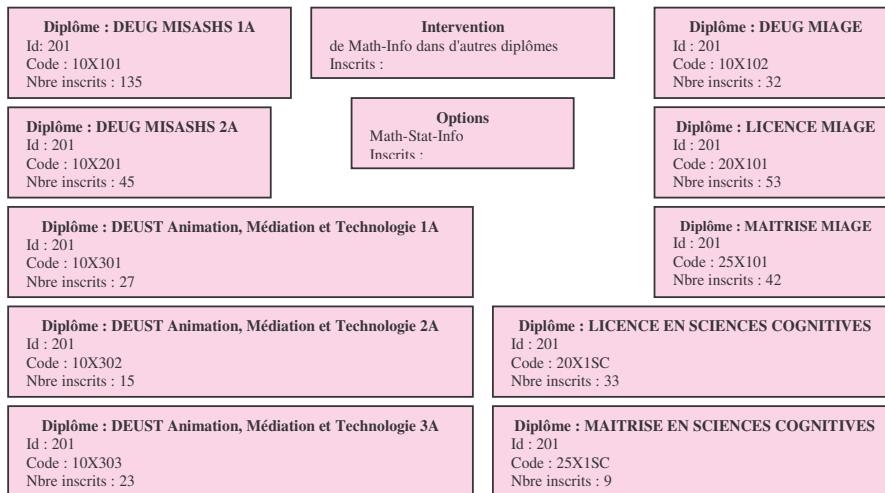 Diplôme : DEUG MISASHS 1A
Id: 201
Code : 10X101
Nbre inscrits : 135
Intervention
de Math-Info dans d'autres diplômes
Inscrits :
Diplôme : DEUG MIAGE
Id : 201
Code : 10X102
Nbre inscrits : 32
Diplôme : DEUG MISASHS 2A
Id : 201
Code : 10X201
Nbre inscrits : 45
Options
Math-Stat-Info
Inscrits :
Diplôme : LICENCE MIAGE
Id : 201
Code : 20X101
Nbre inscrits : 53
Diplôme : DEUST Animation, Médiation et Technologie 1A
Id : 201
Code : 10X301
Nbre inscrits : 27
Diplôme : MAITRISE MIAGE
Id : 201
Code : 25X101
Nbre inscrits : 42
Diplôme : DEUST Animation, Médiation et Technologie 2A
Id : 201
Code : 10X302
Nbre inscrits : 15
Diplôme : LICENCE EN SCIENCES COGNITIVES
Id : 201
Code : 20X1SC
Nbre inscrits : 33
Diplôme : DEUST Animation, Médiation et Technologie 3A
Id : 201
Code : 10X303
Nbre inscrits : 23
Diplôme : MAITRISE EN SCIENCES COGNITIVES
Id : 201
Code : 25X1SC
Nbre inscrits : 9